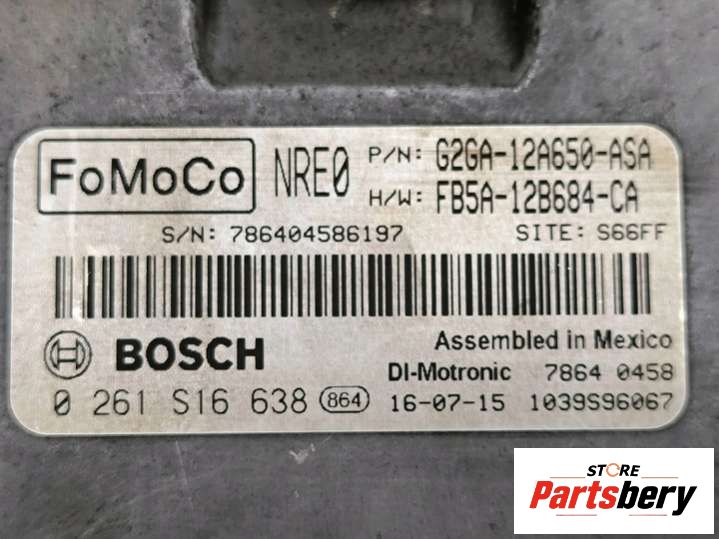 FoMoCo NRE0 P/N: G2GA-12A650-ASA
H/W: FB5A-12B684-CA
S/N: 786404586197 SITE: S66FF
BOSCH Assembled in Mexico
DI-Motronic 7864 0458
0 261 S16 638 864 16-07-15 1039S96067
STORE
Partsbery